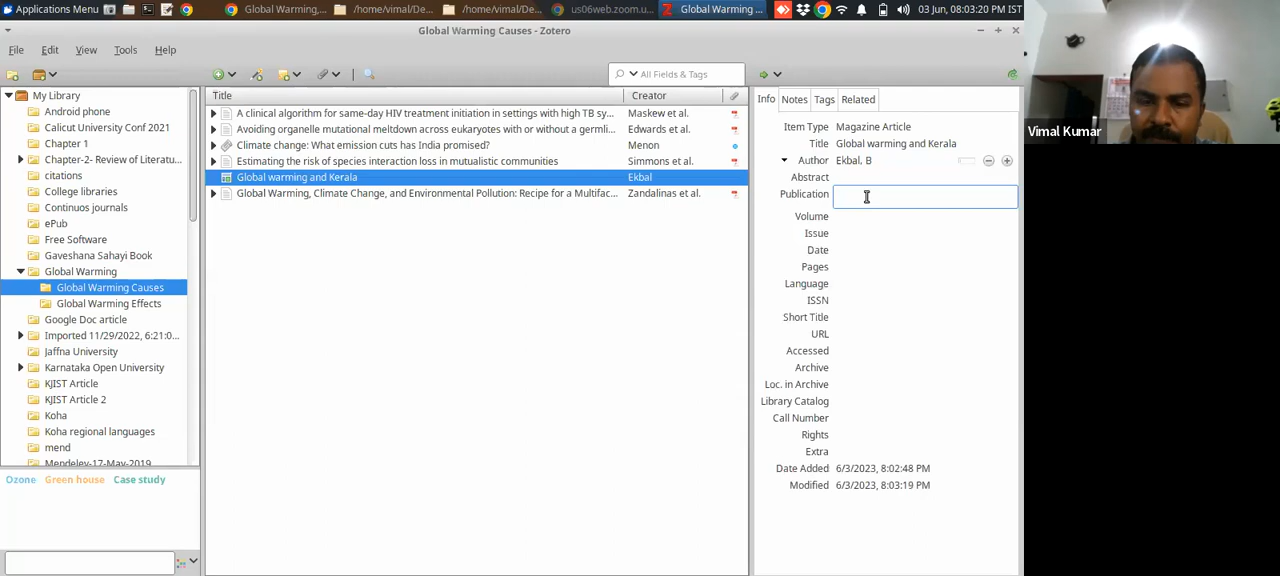 Applications Menu
Global Warming,...
/home/vimal/De...
/home/vimal/De...
us06web.zoom.u...
Global Warming ...
03 Jun, 08:03:20 PM IST
Global Warming Causes - Zotero
File
Edit
View
Tools
Help
All Fields & Tags
My Library
Android phone
Calicut University Conf 2021
Chapter 1
Chapter-2- Review of Literatu...
citations
College libraries
Continuos journals
ePub
Free Software
Gaveshana Sahayi Book
Global Warming
Global Warming Causes
Global Warming Effects
Google Doc article
Imported 11/29/2022, 6:21:0...
Jaffna University
Karnataka Open University
KJIST Article
KJIST Article 2
Koha
Koha regional languages
mend
Mendeley-17-May-2019
Ozone Green house Case study
Title Creator
A clinical algorithm for same-day HIV treatment initiation in settings with high TB sy... Maskew et al.
Avoiding organelle mutational meltdown across eukaryotes with or without a germli... Edwards et al.
Climate change: What emission cuts has India promised? Menon
Estimating the risk of species interaction loss in mutualistic communities Simmons et al.
Global warming and Kerala Ekbal
Global Warming, Climate Change, and Environmental Pollution: Recipe for a Multifac... Zandalinas et al.
Info Notes Tags Related
Item Type Magazine Article
Title Global warming and Kerala
Author Ekbal, B
Abstract
Publication
Volume
Issue
Date
Pages
Language
ISSN
Short Title
URL
Accessed
Archive
Loc. in Archive
Library Catalog
Call Number
Rights
Extra
Date Added 6/3/2023, 8:02:48 PM
Modified 6/3/2023, 8:03:19 PM
Vimal Kumar